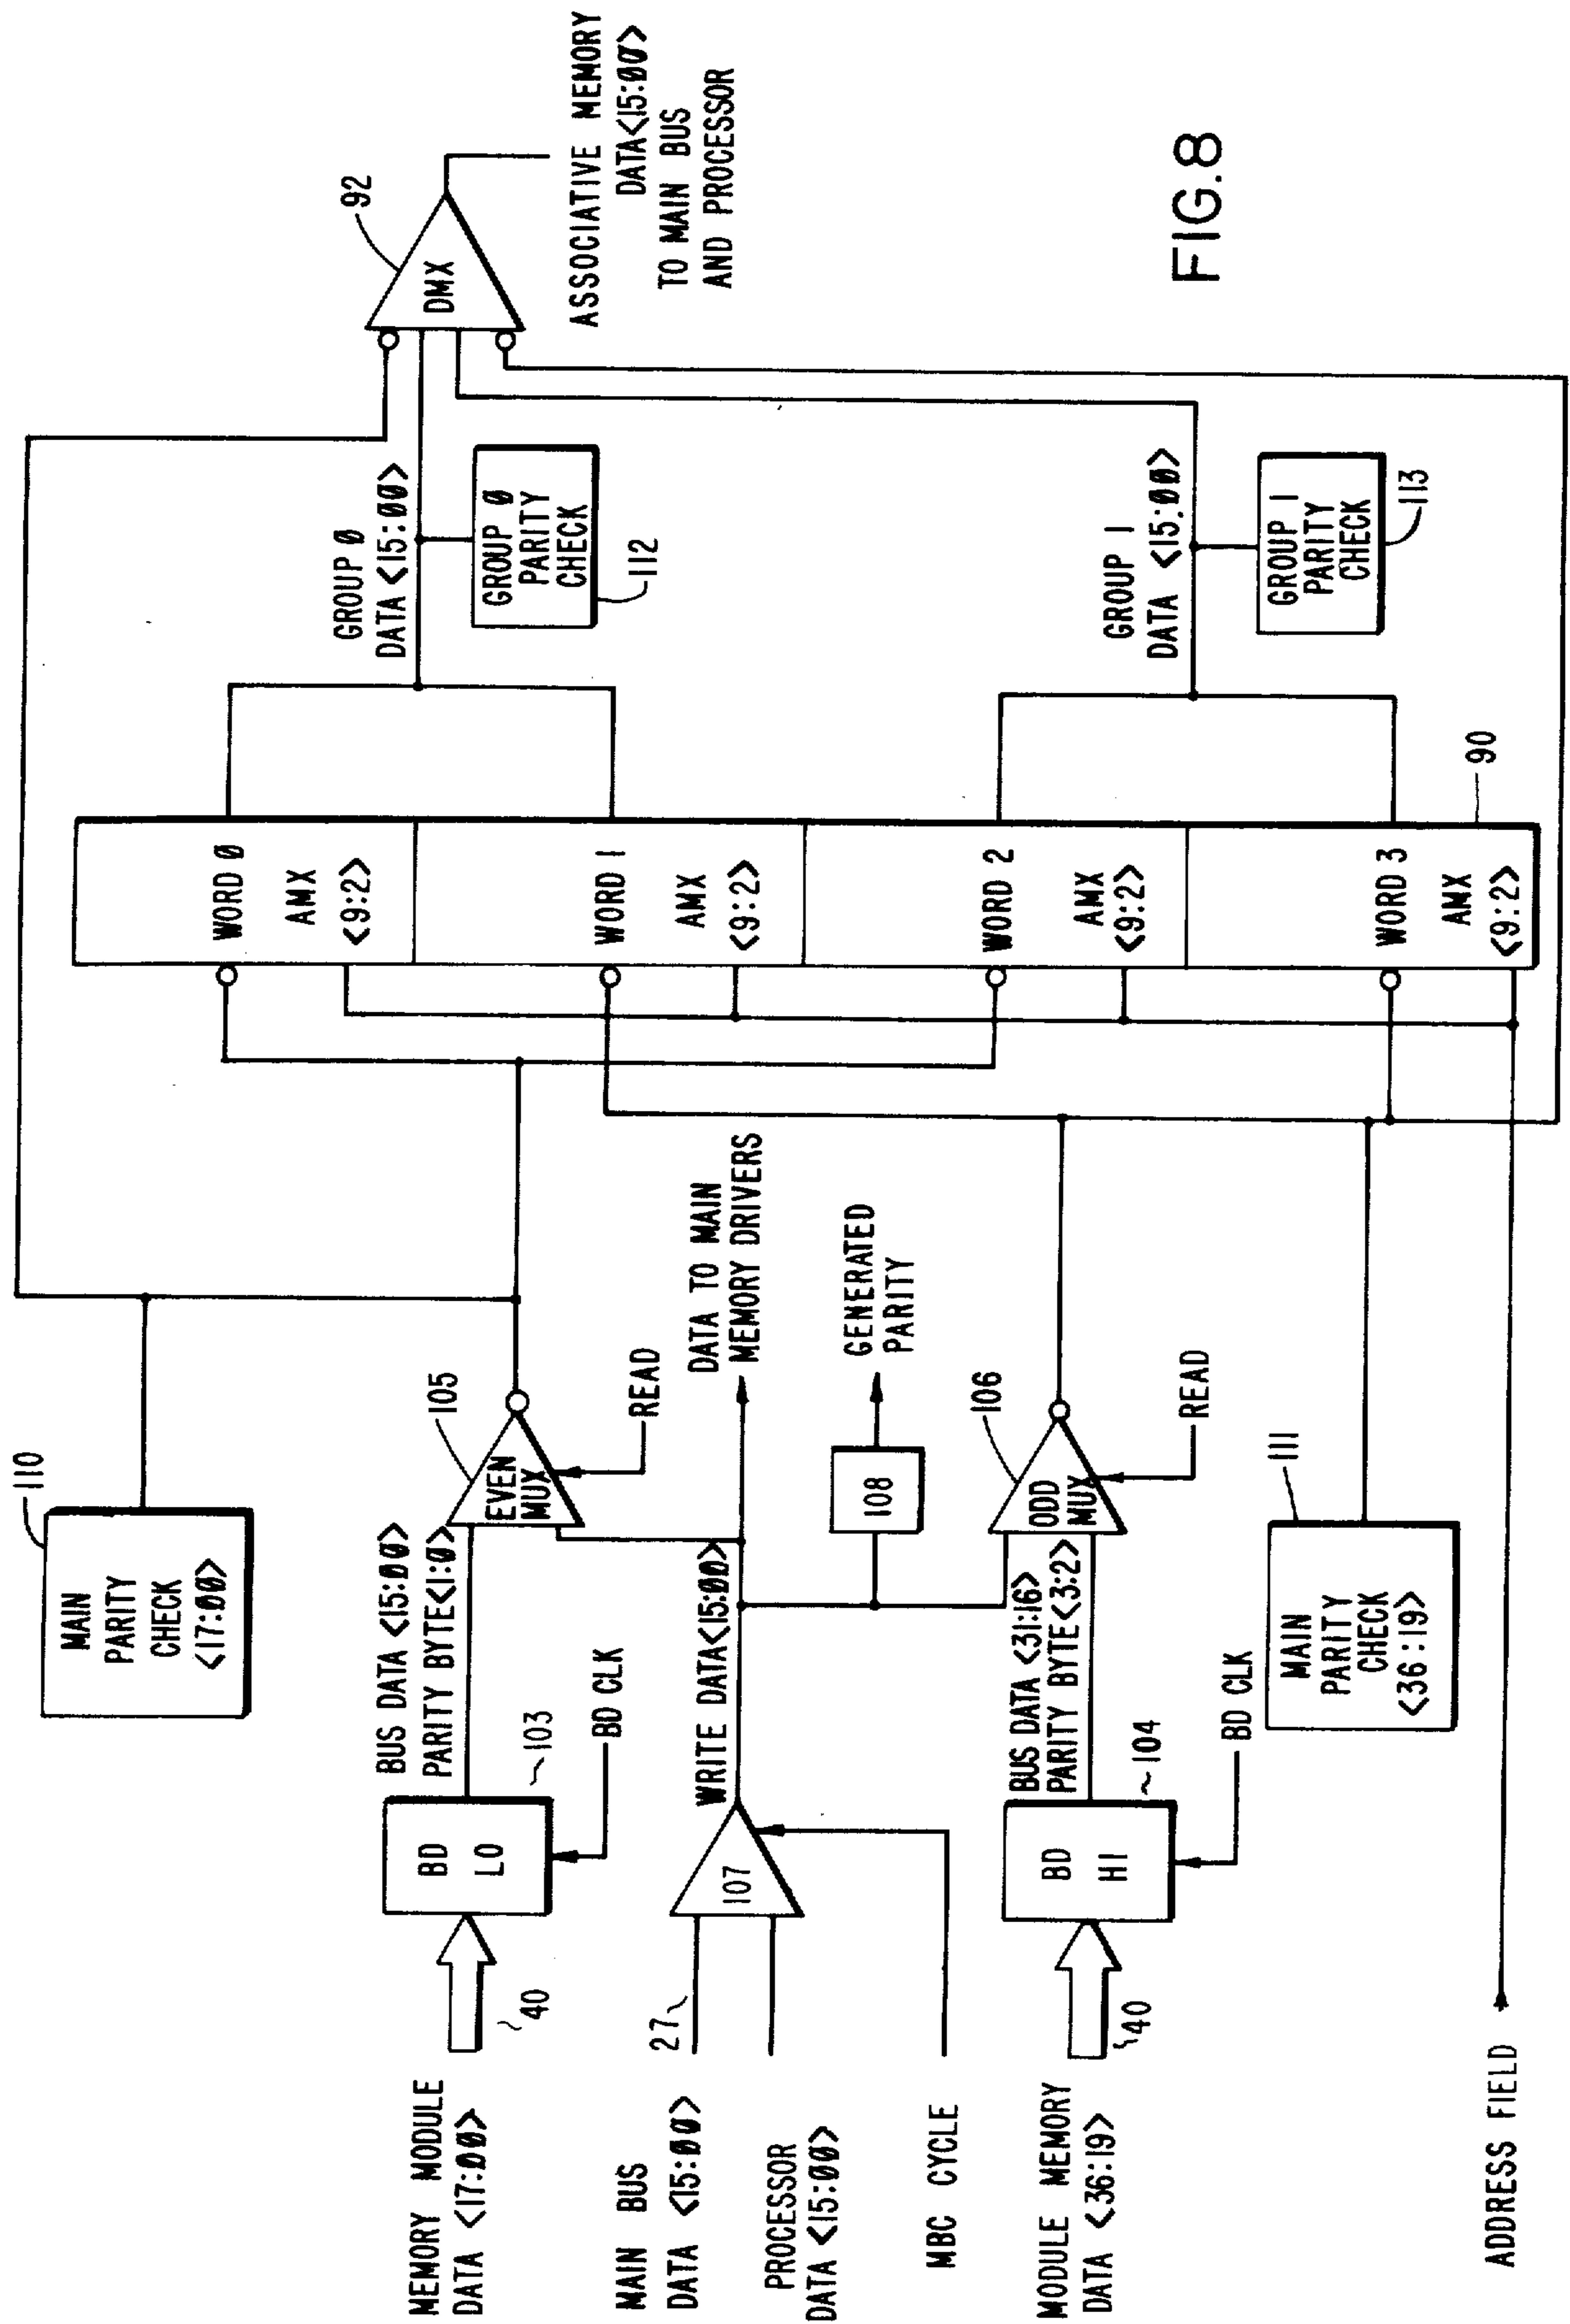 MEMORY MODULE
DATA <17:00>
40
BD
LO
103
BD CLK
BUS DATA <15:00>
PARITY BYTE<1:0>
110
MAIN
PARITY
CHECK
<17:00>
EVEN
MUX
105
READ
MAIN BUS
DATA <15:00>
27
PROCESSOR
DATA <15:00>
MBC CYCLE
107
WRITE DATA<15:00>
DATA TO MAIN
MEMORY DRIVERS
108
GENERATED
PARITY
MODULE MEMORY
DATA <36:19>
40
BD
HI
104
BD CLK
BUS DATA <31:16>
PARITY BYTE<3:2>
ODD
MUX
106
READ
111
MAIN
PARITY
CHECK
<36:19>
ADDRESS FIELD
WORD 0
AMX
<9:2>
WORD 1
AMX
<9:2>
WORD 2
AMX
<9:2>
WORD 3
AMX
<9:2>
90
GROUP 0
DATA <15:00>
GROUP 0
PARITY
CHECK
112
GROUP 1
DATA <15:00>
GROUP 1
PARITY
CHECK
113
DMX
92
ASSOCIATIVE MEMORY
DATA<15:00>
TO MAIN BUS
AND PROCESSOR
FIG.8